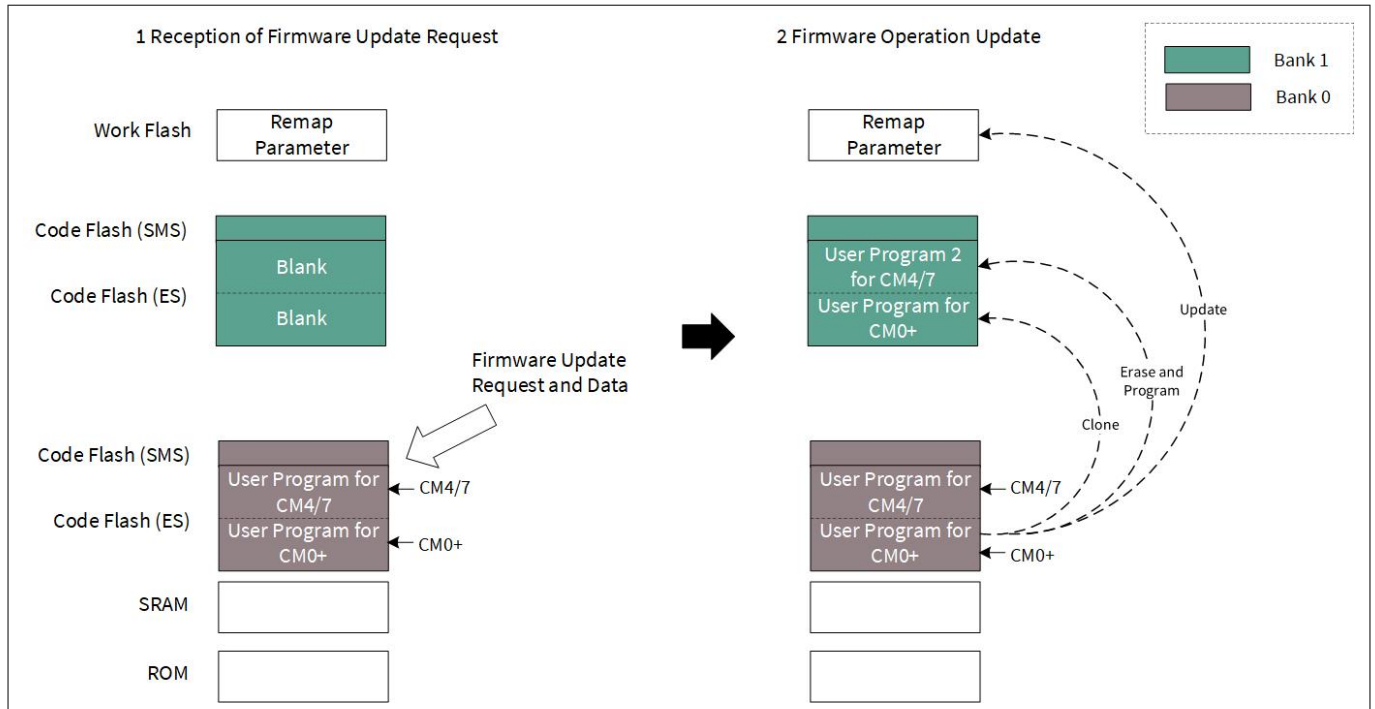 1 Reception of Firmware Update Request
2 Firmware Operation Update
Bank 1
Bank 0
Work Flash
Remap
Parameter
Code Flash (SMS)
Code Flash (ES)
Blank
Blank
Firmware Update
Request and Data
Code Flash (SMS)
Code Flash (ES)
User Program for
CM4/7
User Program for
CM0+
CM4/7
CM0+
SRAM
ROM
Remap
Parameter
User Program 2
for CM4/7
User Program for
CM0+
Update
Erase and
Program
Clone
User Program for
CM4/7
User Program for
CM0+
CM4/7
CM0+